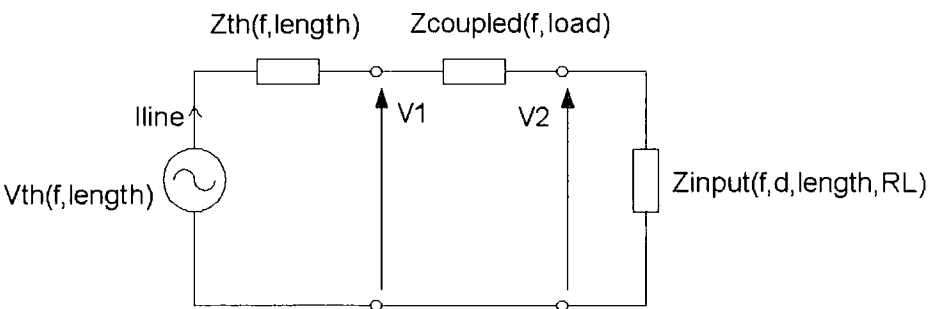 Zth(f,length)
Zcoupled(f,load)
Iline
V1
V2
Vth(f,length)
Zinput(f,d,length,RL)